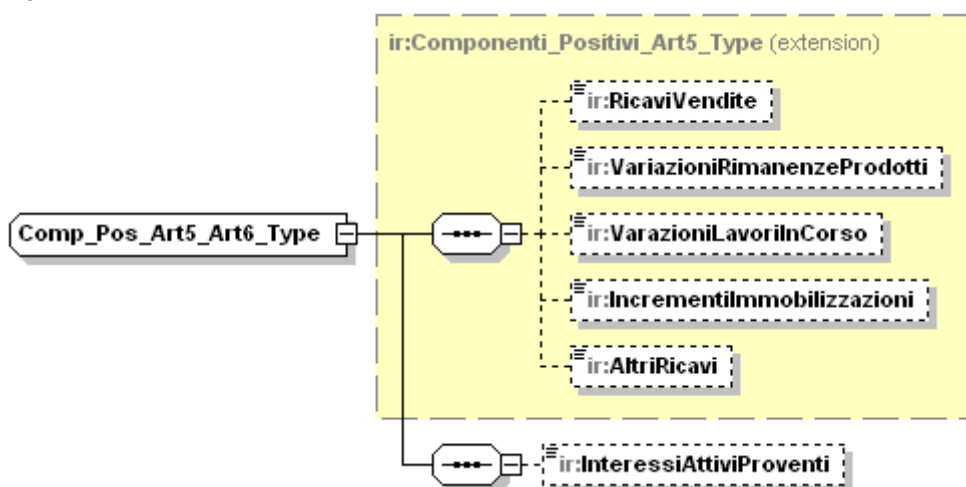 ir:Componenti_Positivi_Art5_Type (extension)
ir:RicaviVendite
ir:VariazioniRimanenzeProdotti
Comp_Pos_Art5_Art6_Type
ir:VarazioniLavoriInCorso
ir:IncrementiImmobilizzazioni
ir:AltriRicavi
ir:InteressiAttiviProventi